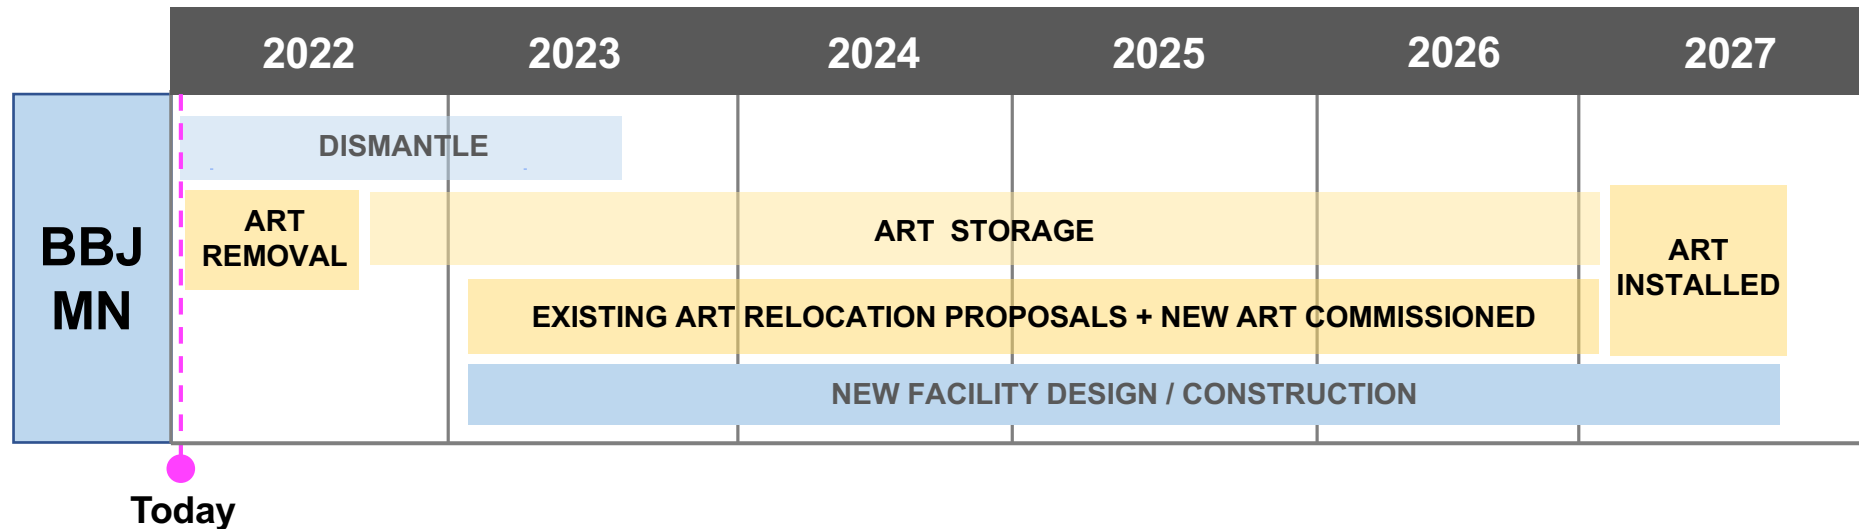 2022 2023 2024 2025 2026 2027
BBJ
MN
DISMANTLE
ART
REMOVAL
ART STORAGE
EXISTING ART RELOCATION PROPOSALS + NEW ART COMMISSIONED
ART
INSTALLED
NEW FACILITY DESIGN / CONSTRUCTION
Today